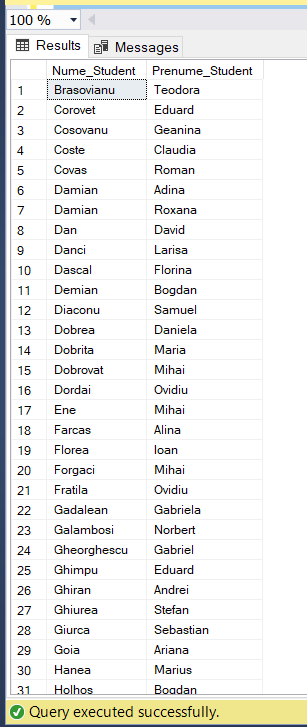 100 %
Results Messages
Nume_Student Prenume_Student
1 Brasovianu Teodora
2 Corovet Eduard
3 Cosovanu Geanina
4 Coste Claudia
5 Covas Roman
6 Damian Adina
7 Damian Roxana
8 Dan David
9 Danci Larisa
10 Dascal Florina
11 Demian Bogdan
12 Diaconu Samuel
13 Dobrea Daniela
14 Dobrita Maria
15 Dobrovat Mihai
16 Dordai Ovidiu
17 Ene Mihai
18 Farcas Alina
19 Florea Ioan
20 Forgaci Mihai
21 Fratila Ovidiu
22 Gadalean Gabriela
23 Galambosi Norbert
24 Gheorghescu Gabriel
25 Ghimpu Eduard
26 Ghiran Andrei
27 Ghiurea Stefan
28 Giurca Sebastian
29 Goia Ariana
30 Hanea Marius
31 Holhos Bogdan
Query executed successfully.